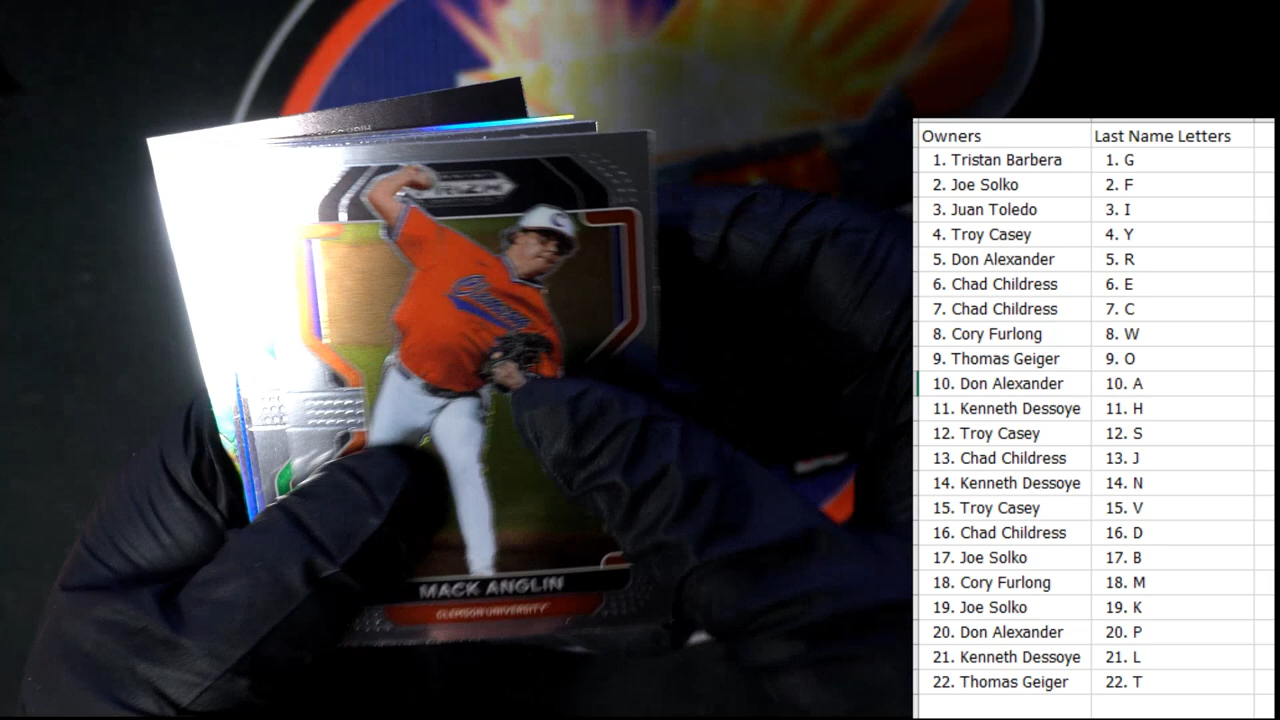 PRIZM
MACK ANGLIN
CLEMSON UNIVERSITY
Owners Last Name Letters
1. Tristan Barbera 1. G
2. Joe Solko 2. F
3. Juan Toledo 3. I
4. Troy Casey 4. Y
5. Don Alexander 5. R
6. Chad Childress 6. E
7. Chad Childress 7. C
8. Cory Furlong 8. W
9. Thomas Geiger 9. O
10. Don Alexander 10. A
11. Kenneth Dessoye 11. H
12. Troy Casey 12. S
13. Chad Childress 13. J
14. Kenneth Dessoye 14. N
15. Troy Casey 15. V
16. Chad Childress 16. D
17. Joe Solko 17. B
18. Cory Furlong 18. M
19. Joe Solko 19. K
20. Don Alexander 20. P
21. Kenneth Dessoye 21. L
22. Thomas Geiger 22. T